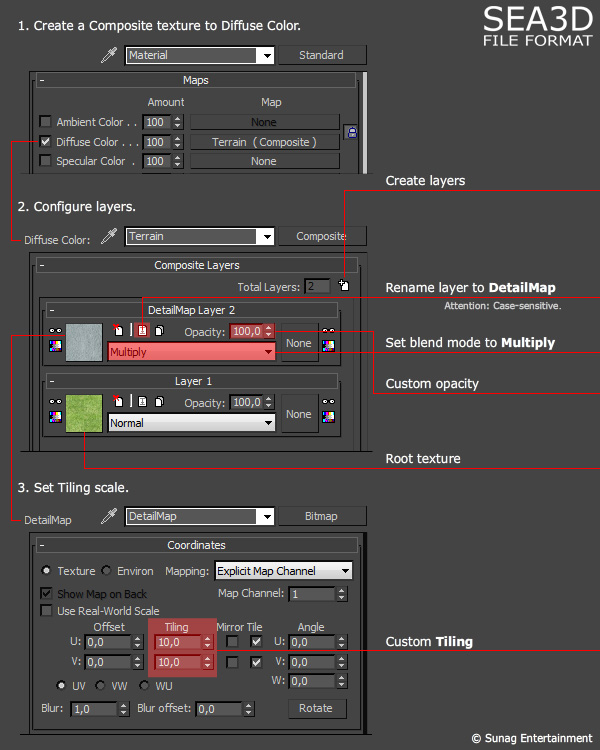 SEA3D
FILE FORMAT
1. Create a Composite texture to Diffuse Color.
Material
Standard
Maps
Amount Map
Ambient Color . . 100 None
Diffuse Color . . . 100 Terrain ( Composite )
Specular Color . 100 None
Create layers
2. Configure layers.
Diffuse Color: Terrain Composite
Composite Layers
Total Layers: 2
Rename layer to DetailMap
Attention: Case-sensitive.
DetailMap Layer 2
Opacity: 100,0 None
Multiply
Set blend mode to Multiply
Custom opacity
Layer 1
Opacity: 100,0 None
Normal
Root texture
3. Set Tiling scale.
DetailMap DetailMap Bitmap
Coordinates
Texture Environ Mapping: Explicit Map Channel
Show Map on Back Map Channel: 1
Use Real-World Scale
Offset Tiling Mirror Tile Angle
U: 0,0 10,0 U: 0,0
V: 0,0 10,0 V: 0,0
W: 0,0
UV VW WU
Blur: 1,0 Blur offset: 0,0 Rotate
Custom Tiling
© Sunag Entertainment